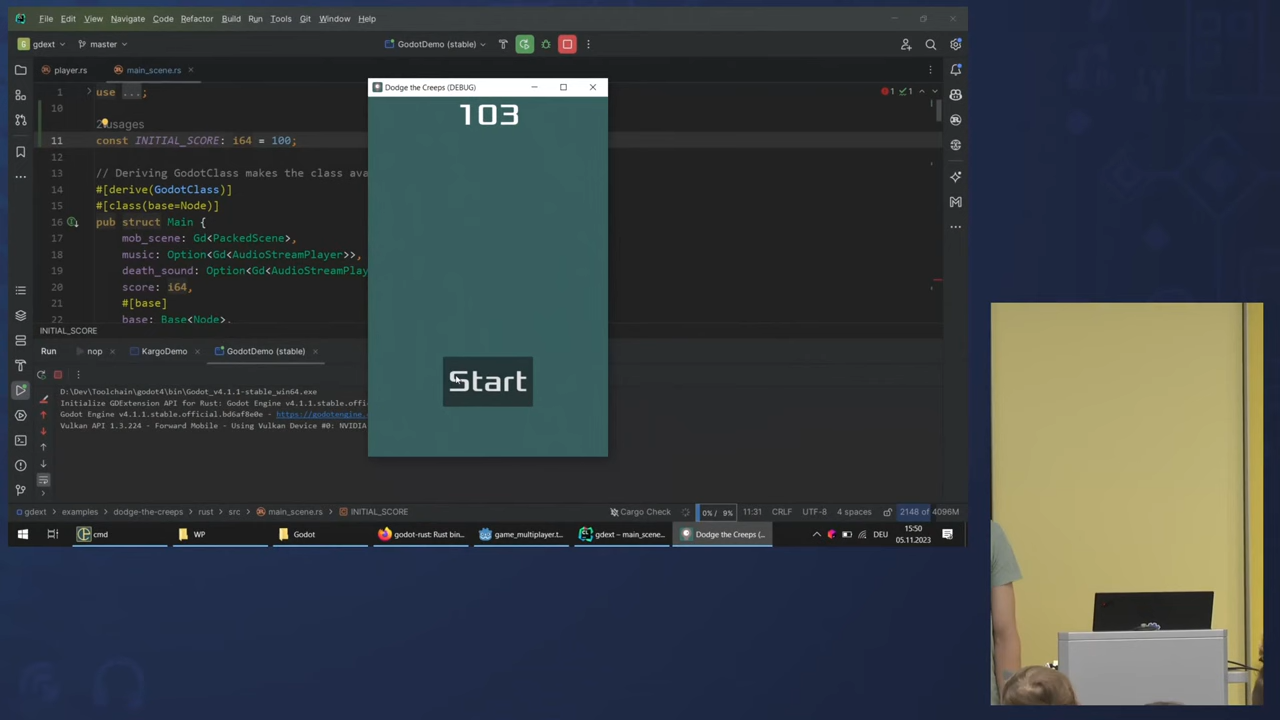 File Edit View Navigate Code Refactor Build Run Tools Git Window Help
gdext master GodotDemo (stable)
player.rs main_scene.rs
Dodge the Creeps (DEBUG)
103
Start
1 use ...;
10
2 usages
11 const INITIAL_SCORE: i64 = 100;
12
13 // Deriving GodotClass makes the class ava
14 #[derive(GodotClass)]
15 #[class(base=Node)]
16 pub struct Main {
17 mob_scene: Gd<PackedScene>,
18 music: Option<Gd<AudioStreamPlayer>>,
19 death_sound: Option<Gd<AudioStreamPlay
20 score: i64,
21 #[base]
22 base: Base<Node>,
1 1
INITIAL_SCORE
Run nop KargoDemo GodotDemo (stable)
D:\Dev\Toolchain\godot4\bin\Godot_v4.1.1-stable_win64.exe
Initialize GDExtension API for Rust: Godot Engine v4.1.1.stable.offici
Godot Engine v4.1.1.stable.official.bd6af8e0e - https://godotengine.
Vulkan API 1.3.224 - Forward Mobile - Using Vulkan Device #0: NVIDIA
gdext examples dodge-the-creeps rust src main_scene.rs INITIAL_SCORE Cargo Check 0% / 9% 11:31 CRLF UTF-8 4 spaces 2148 of 4096M
cmd WP Godot godot-rust: Rust bin... game_multiplayer.t... gdext – main_scene... Dodge the Creeps (... DEU 15:50
05.11.2023